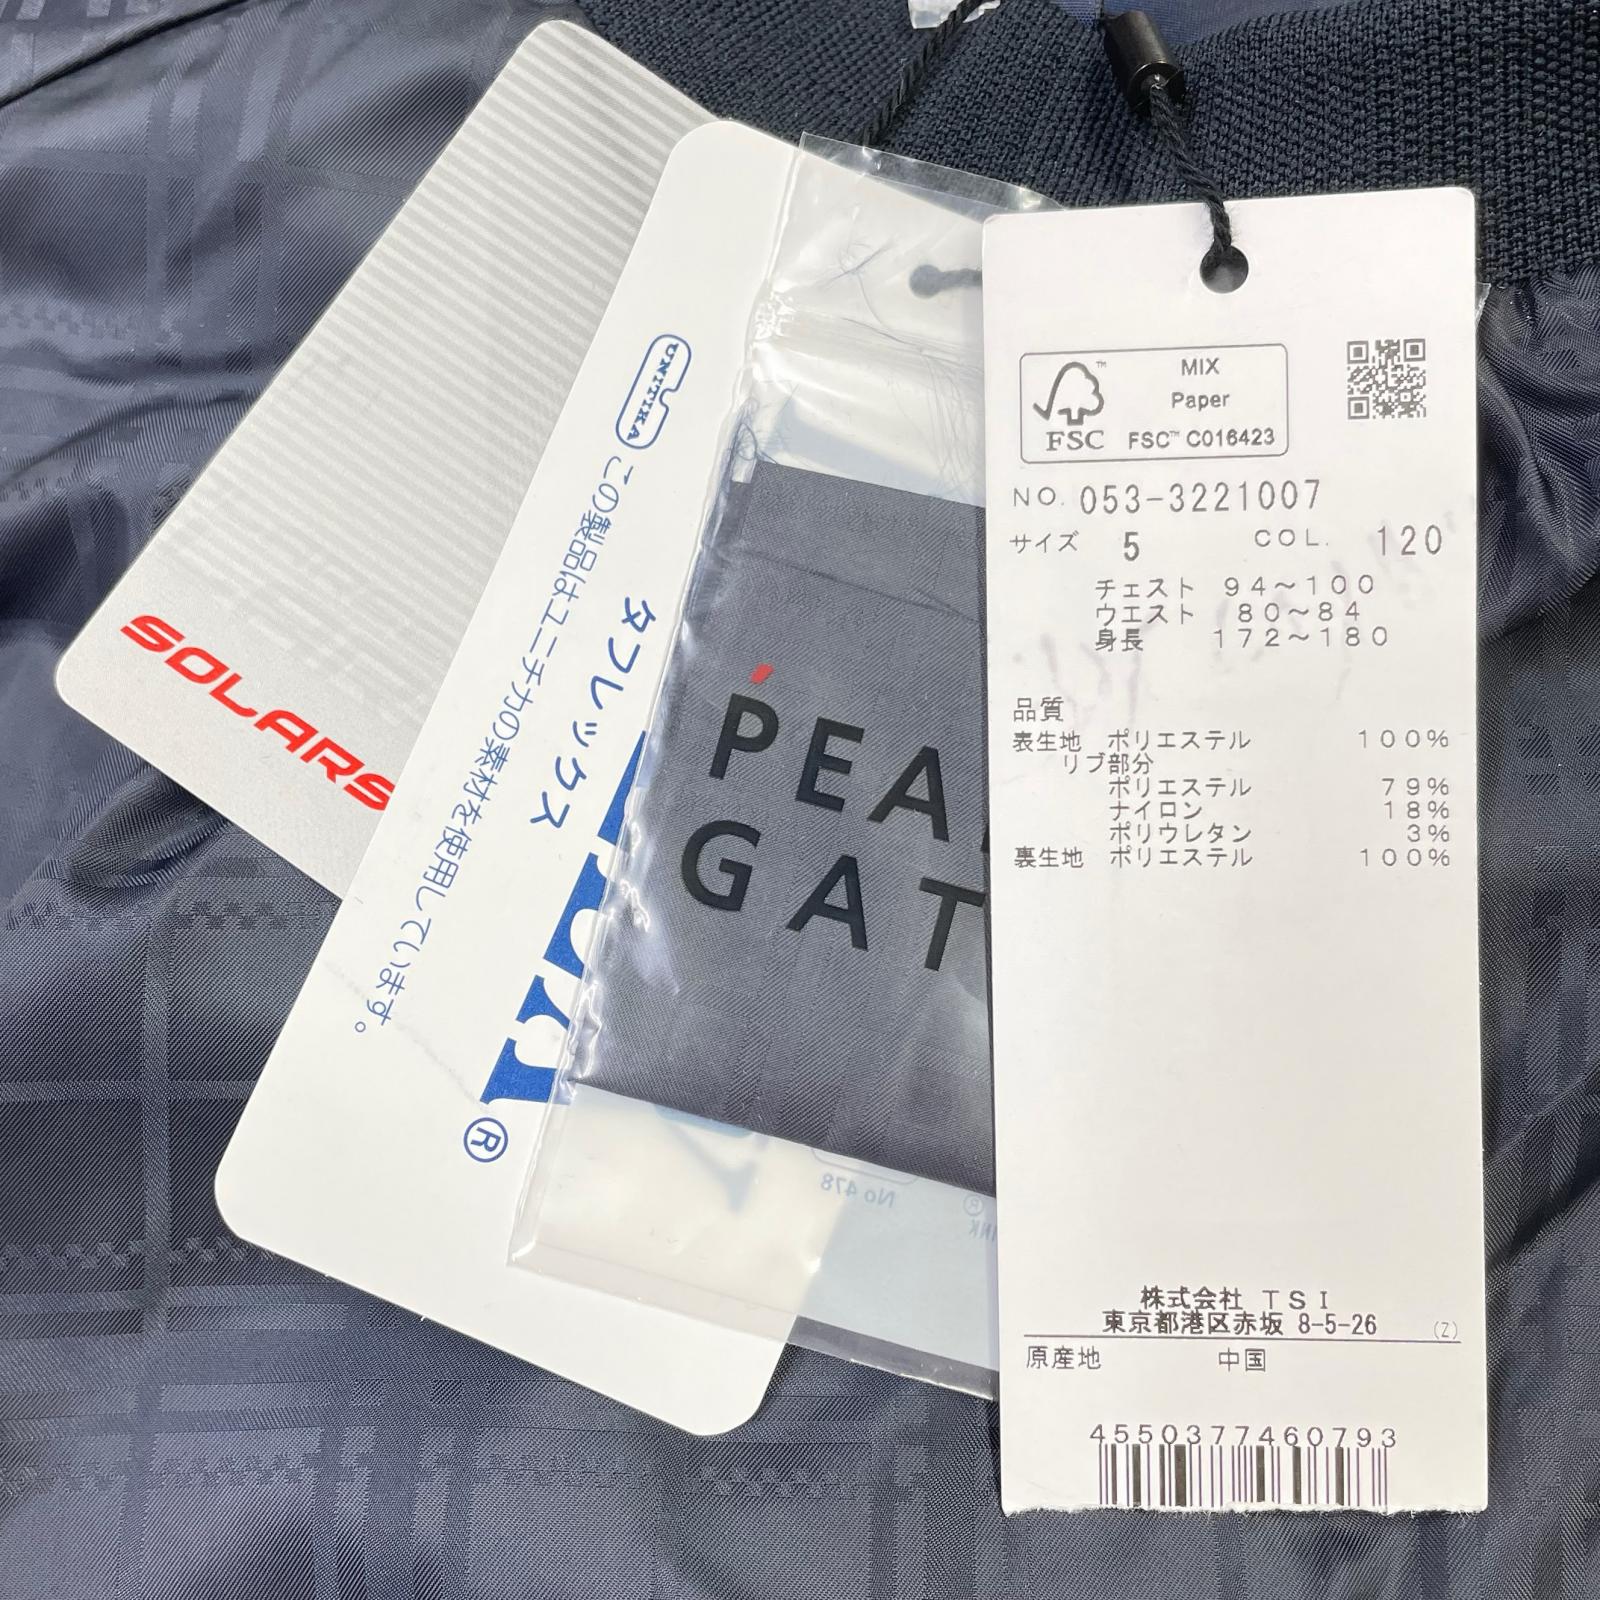 SOLARS
UNITIKA
この製品はユニチカの素材を使用しています。
タフレックス
®
PEA
GAT
No 478
FSC
MIX
Paper
FSC™ C016423
NO. 053-3221007
サイズ 5 COL. 120
チェスト 94～100
ウエスト 80～84
身長 172～180
品質
表生地 ポリエステル 100%
リブ部分
ポリエステル 79%
ナイロン 18%
ポリウレタン 3%
裏生地 ポリエステル 100%
株式会社 TSI
東京都港区赤坂 8-5-26 (Z)
原産地 中国
4550377460793